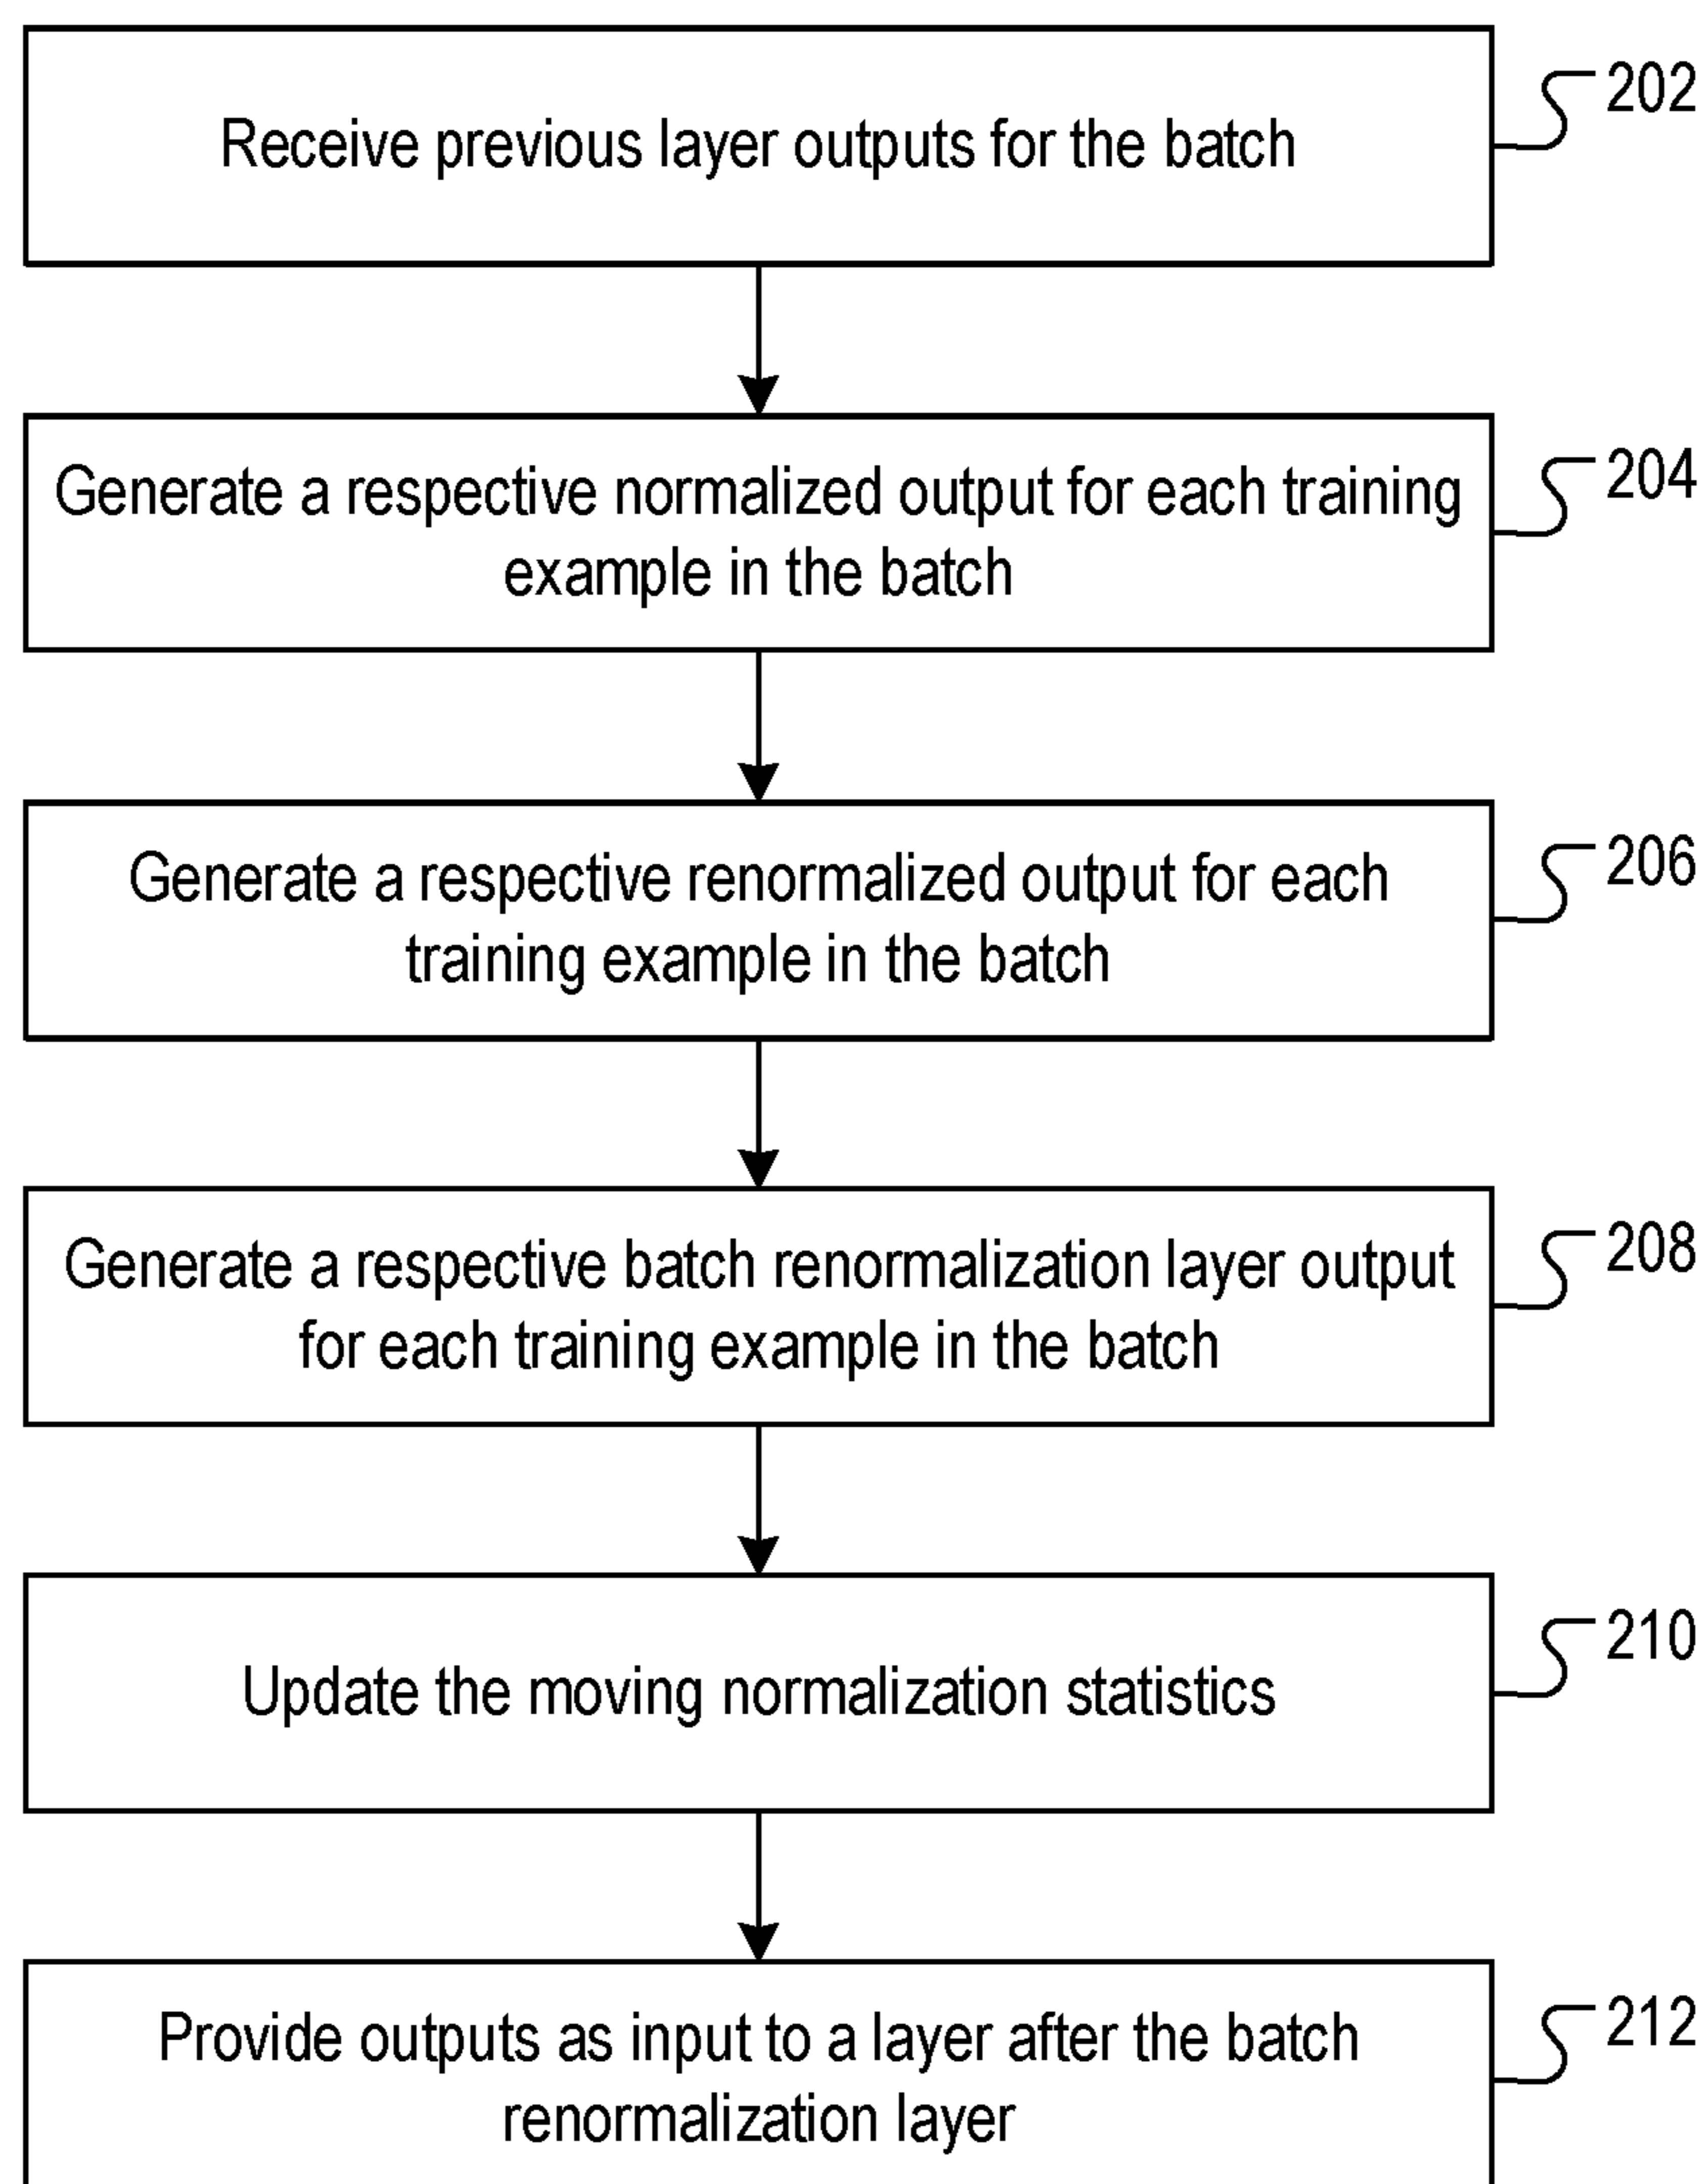 Receive previous layer outputs for the batch
202
Generate a respective normalized output for each training
example in the batch
204
Generate a respective renormalized output for each
training example in the batch
206
Generate a respective batch renormalization layer output
for each training example in the batch
208
Update the moving normalization statistics
210
Provide outputs as input to a layer after the batch
renormalization layer
212